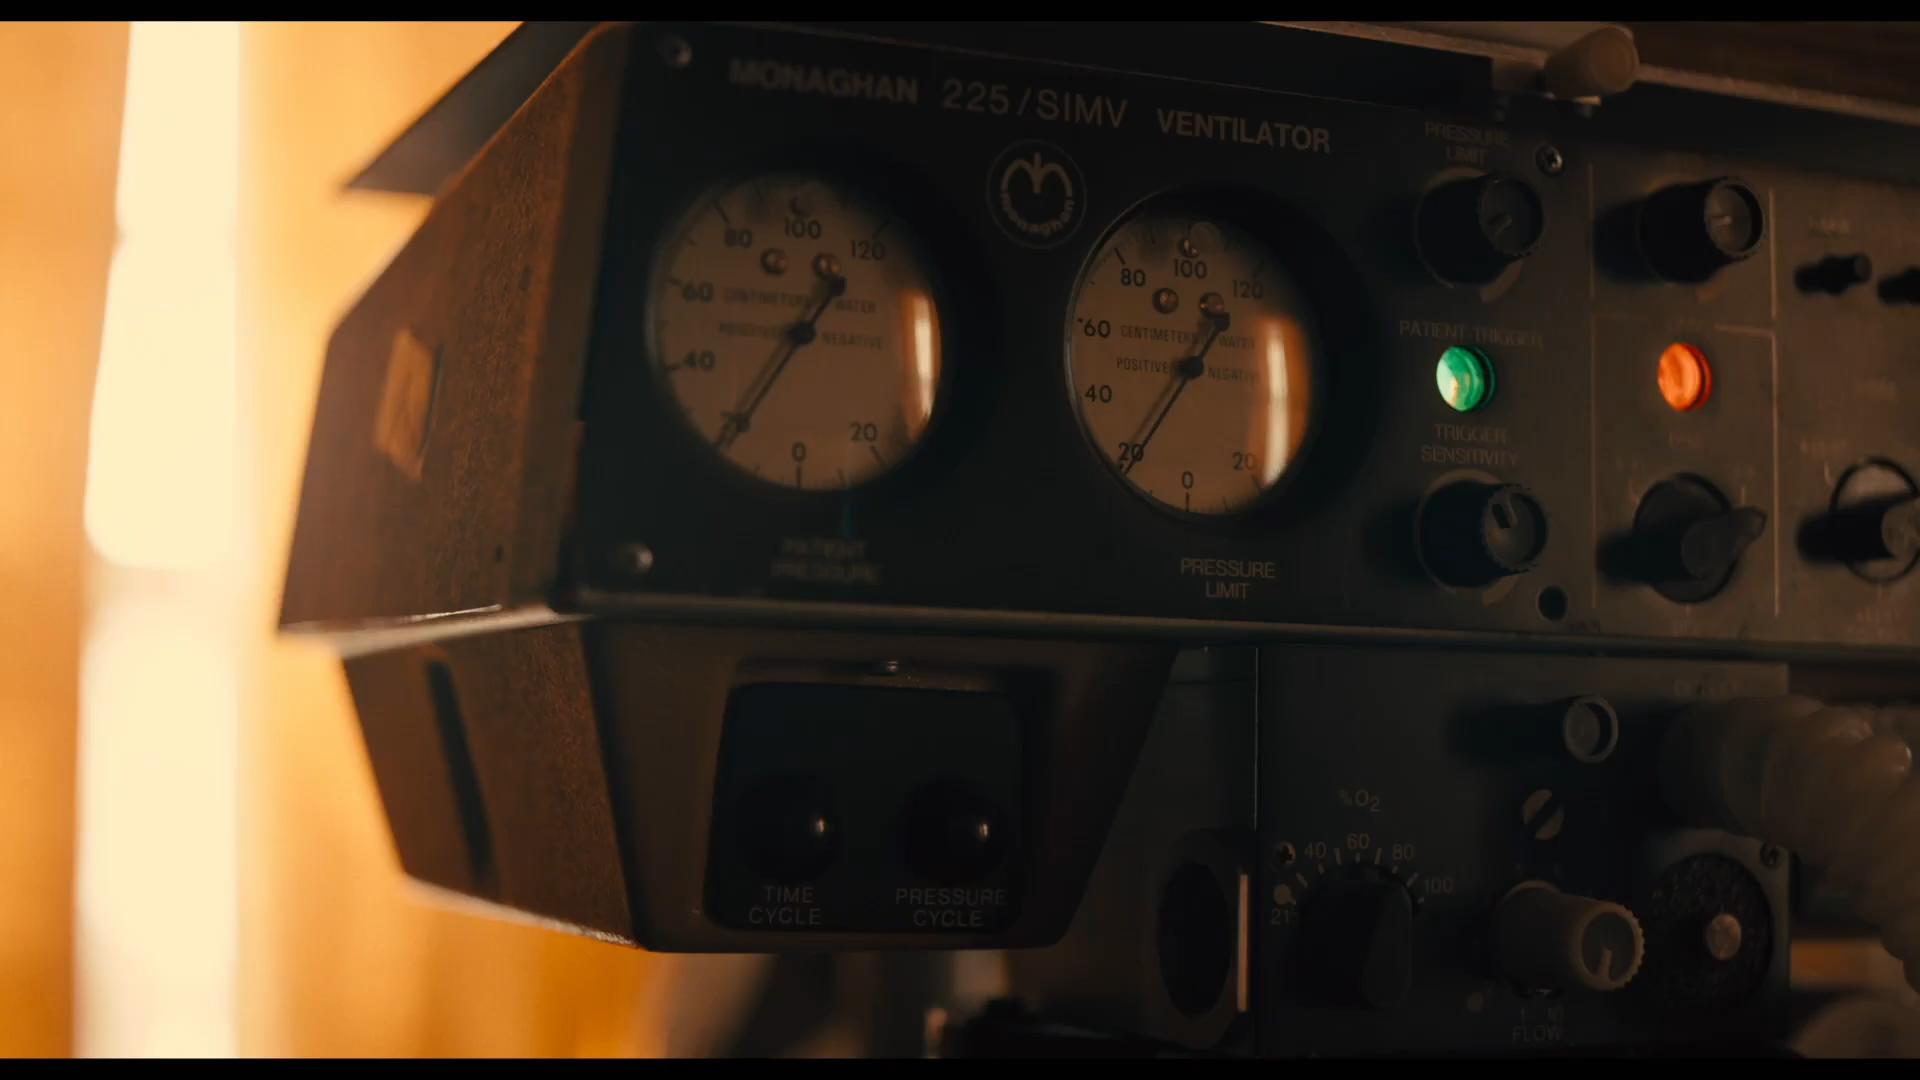 MONAGHAN 225/SIMV VENTILATOR
monaghan
PRESSURE
LIMIT
80 100 120
60 CENTIMETERS WATER
POSITIVE NEGATIVE
40
20 0 20
PATIENT
PRESSURE
80 100 120
60 CENTIMETERS WATER
POSITIVE NEGATIVE
40
20 0 20
PRESSURE
LIMIT
PATIENT TRIGGER
TRIGGER
SENSITIVITY
TIME
CYCLE
PRESSURE
CYCLE
%O2
21 40 60 80 100
FLOW